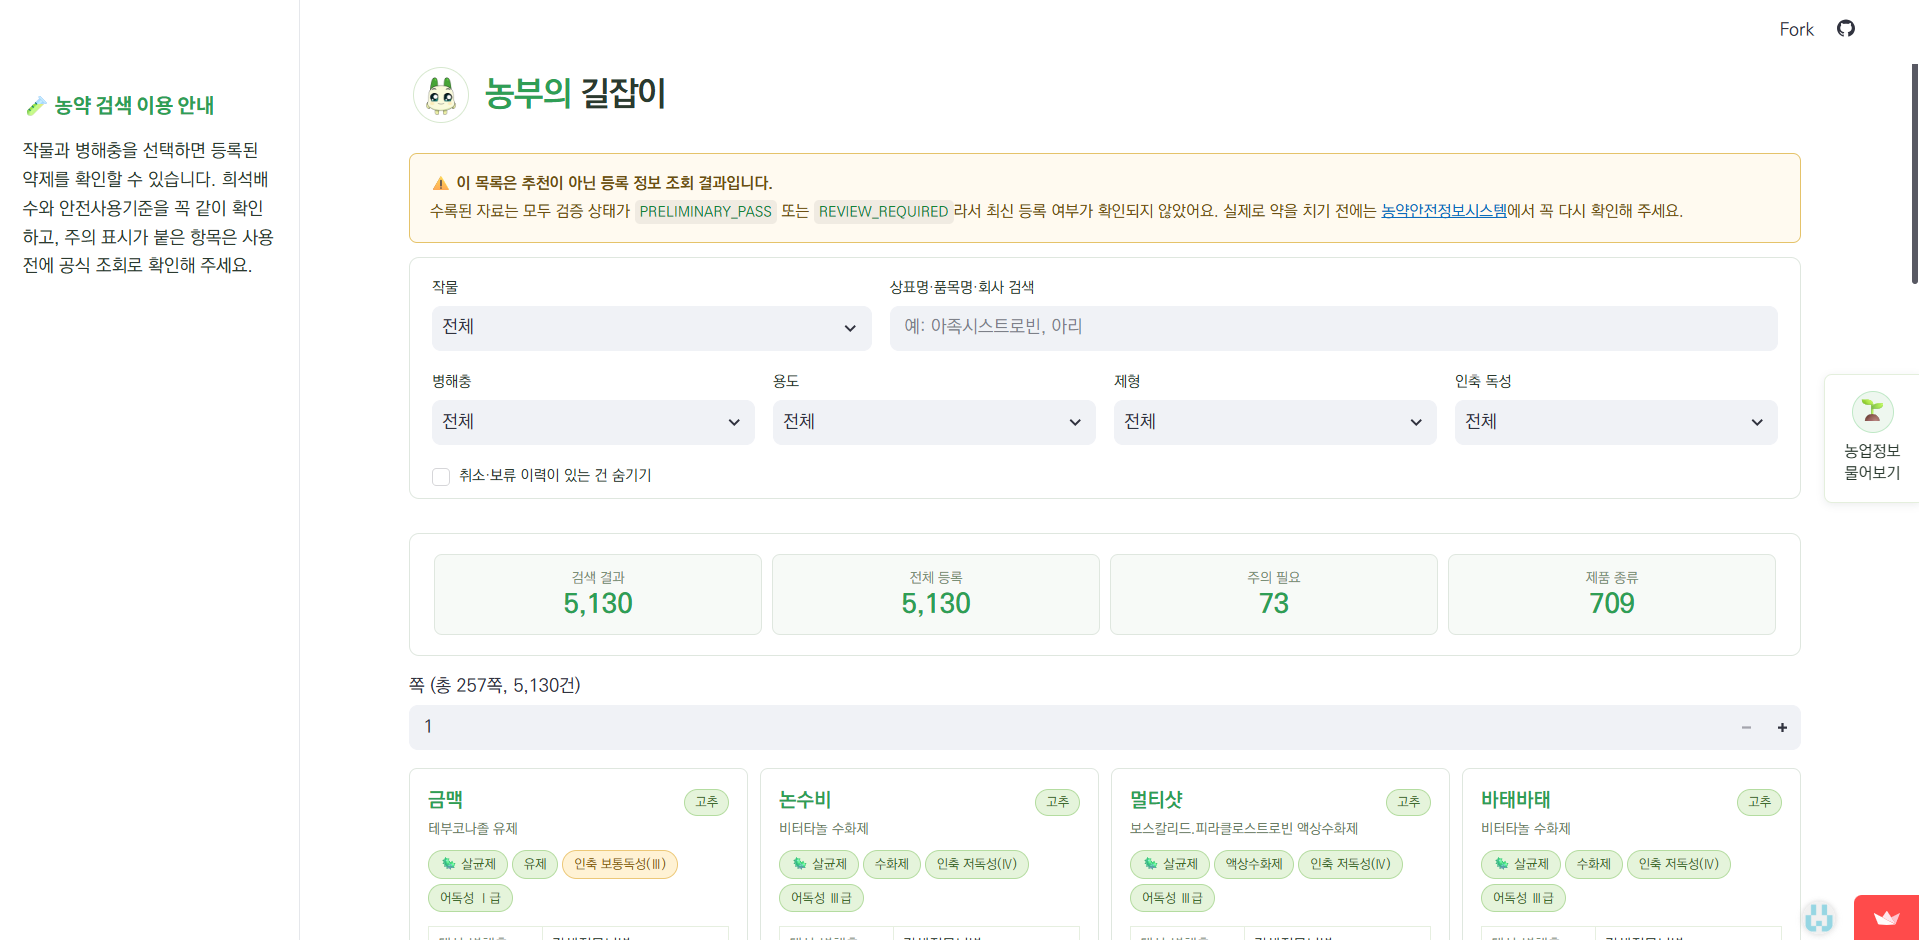 Fork
농약 검색 이용 안내
작물과 병해충을 선택하면 등록된
약제를 확인할 수 있습니다. 희석배
수와 안전사용기준을 꼭 같이 확인
하고, 주의 표시가 붙은 항목은 사용
전에 공식 조회로 확인해 주세요.
농부의 길잡이
이 목록은 추천이 아닌 등록 정보 조회 결과입니다.
수록된 자료는 모두 검증 상태가 PRELIMINARY_PASS 또는 REVIEW_REQUIRED 라서 최신 등록 여부가 확인되지 않았어요. 실제로 약을 치기 전에는 농약안전정보시스템에서 꼭 다시 확인해 주세요.
작물
상표명·품목명·회사 검색
전체
예: 아족시스트로빈, 아리
병해충
용도
제형
인축 독성
전체
전체
전체
전체
취소·보류 이력이 있는 건 숨기기
농업정보
물어보기
검색 결과
5,130
전체 등록
5,130
주의 필요
73
제품 종류
709
쪽 (총 257쪽, 5,130건)
1
금맥
고추
테부코나졸 유제
살균제
유제
인축 보통독성(Ⅲ)
어독성 Ⅰ급
논수비
고추
비터타놀 수화제
살균제
수화제
인축 저독성(Ⅳ)
어독성 Ⅲ급
멀티샷
고추
보스칼리드.피라클로스트로빈 액상수화제
살균제
액상수화제
인축 저독성(Ⅳ)
어독성 Ⅲ급
바태바태
고추
비터타놀 수화제
살균제
수화제
인축 저독성(Ⅳ)
어독성 Ⅲ급